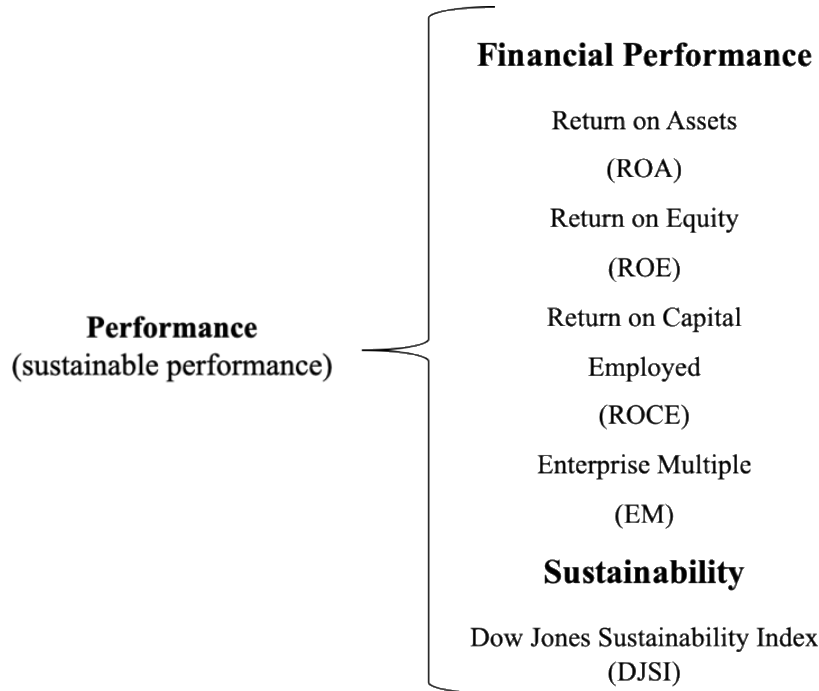 Performance
(sustainable performance)
Financial Performance
Return on Assets
(ROA)
Return on Equity
(ROE)
Return on Capital
Employed
(ROCE)
Enterprise Multiple
(EM)
Sustainability
Dow Jones Sustainability Index
(DJSI)